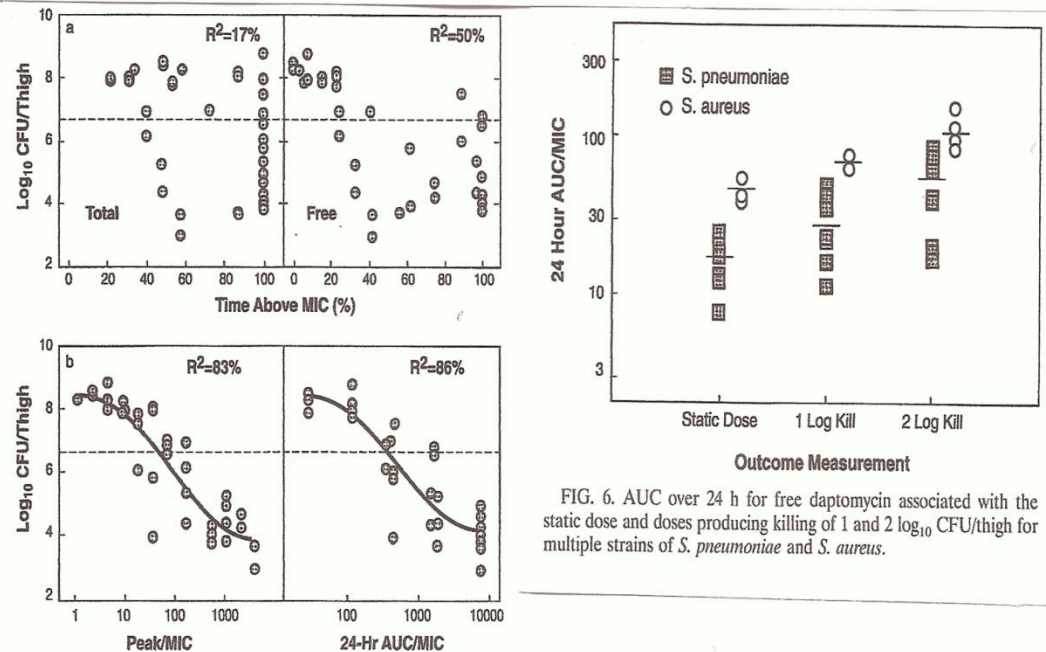 10
a
R²=17%
R²=50%
8
Log₁₀ CFU/Thigh
6
4
Total
Free
2
0 20 40 60 80 100 0 20 40 60 80 100
Time Above MIC (%)
10
b
R²=83%
R²=86%
8
Log₁₀ CFU/Thigh
6
4
2
1 10 100 1000 100 1000 10000
Peak/MIC
24-Hr AUC/MIC
300
S. pneumoniae
S. aureus
100
24 Hour AUC/MIC
30
10
3
Static Dose 1 Log Kill 2 Log Kill
Outcome Measurement
FIG. 6. AUC over 24 h for free daptomycin associated with the
static dose and doses producing killing of 1 and 2 log₁₀ CFU/thigh for
multiple strains of S. pneumoniae and S. aureus.